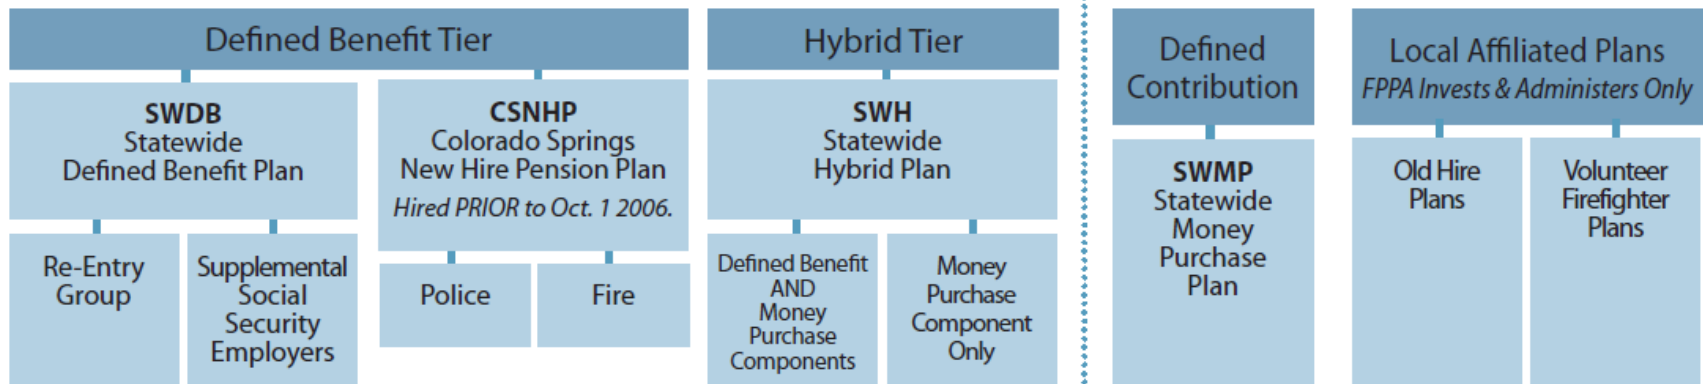 Defined Benefit Tier
SWDB
Statewide
Defined Benefit Plan
Re-Entry
Group
Supplemental
Social
Security
Employers
CSNHP
Colorado Springs
New Hire Pension Plan
Hired PRIOR to Oct. 1 2006.
Police
Fire
Hybrid Tier
SWH
Statewide
Hybrid Plan
Defined Benefit
AND
Money
Purchase
Components
Money
Purchase
Component
Only
Defined
Contribution
SWMP
Statewide
Money
Purchase
Plan
Local Affiliated Plans
FPPA Invests & Administers Only
Old Hire
Plans
Volunteer
Firefighter
Plans